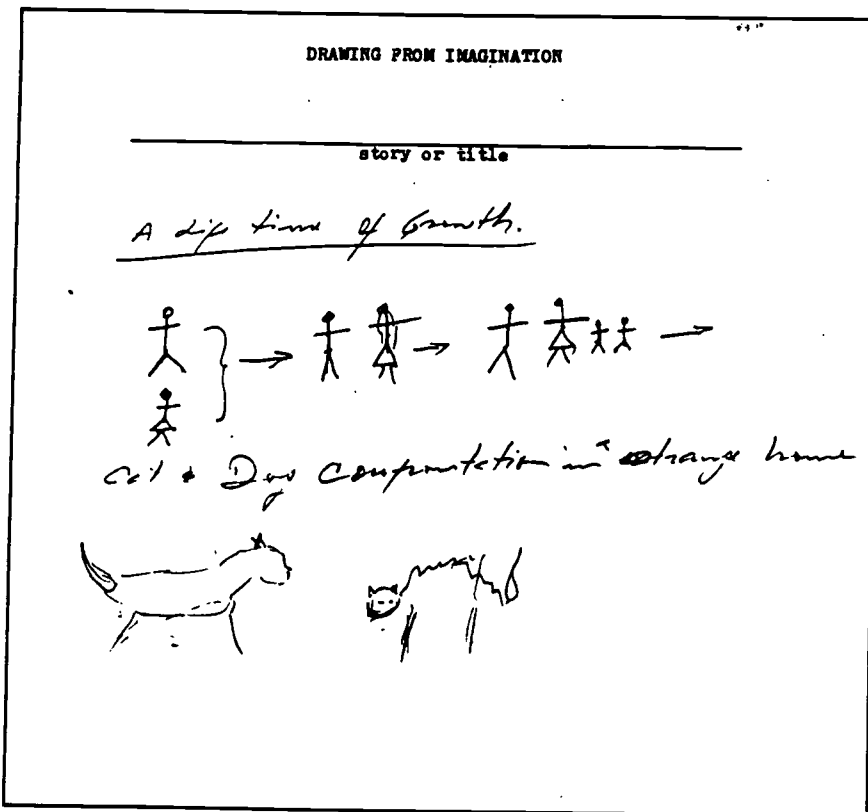 DRAWING FROM IMAGINATION
story or title
A life time of Growth.
Cat & Dog Confrontation in a strange home